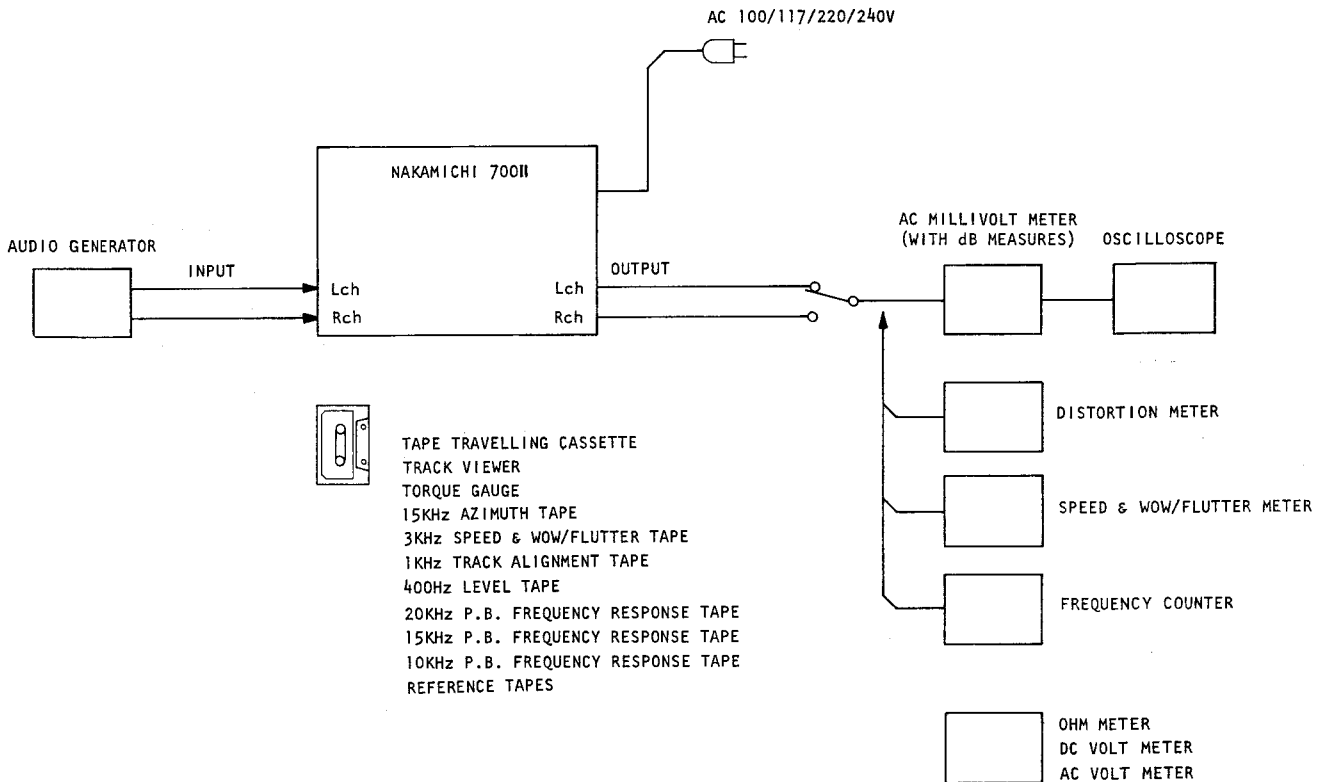 AC 100/117/220/240V
NAKAMICHI 700II
AUDIO GENERATOR
INPUT
Lch
Rch
OUTPUT
Lch
Rch
AC MILLIVOLT METER
(WITH dB MEASURES)
OSCILLOSCOPE
DISTORTION METER
SPEED & WOW/FLUTTER METER
FREQUENCY COUNTER
OHM METER
DC VOLT METER
AC VOLT METER
TAPE TRAVELLING CASSETTE
TRACK VIEWER
TORQUE GAUGE
15KHz AZIMUTH TAPE
3KHz SPEED & WOW/FLUTTER TAPE
1KHz TRACK ALIGNMENT TAPE
400Hz LEVEL TAPE
20KHz P.B. FREQUENCY RESPONSE TAPE
15KHz P.B. FREQUENCY RESPONSE TAPE
10KHz P.B. FREQUENCY RESPONSE TAPE
REFERENCE TAPES